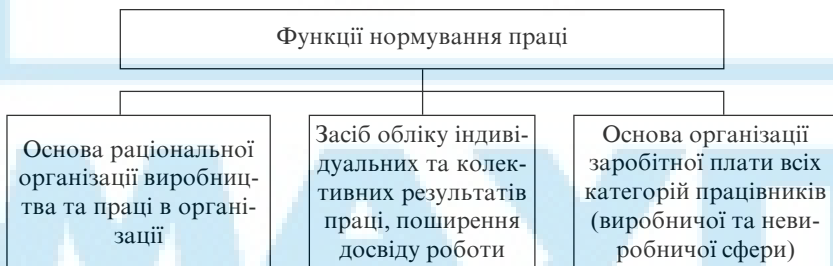 Функції нормування праці
Основа раціональної
організації виробниц-
тва та праці в органі-
зації
Засіб обліку індиві-
дуальних та колек-
тивних результатів
праці, поширення
досвіду роботи
Основа організації
заробітної плати всіх
категорій працівників
(виробничої та неви-
робничої сфери)